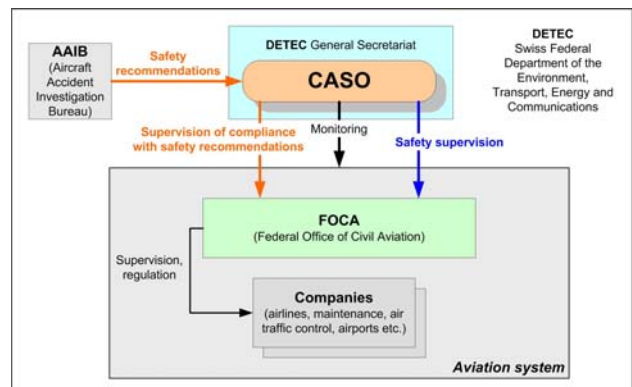 AAIB
(Aircraft
Accident
Investigation
Bureau)
Safety
recommendations
DETEC General Secretariat
CASO
DETEC
Swiss Federal
Department of the
Environment,
Transport, Energy and
Communications
Supervision of compliance
with safety recommendations
Monitoring
Safety supervision
FOCA
(Federal Office of Civil Aviation)
Supervision,
regulation
Companies
(airlines, maintenance, air
traffic control, airports etc.)
Aviation system